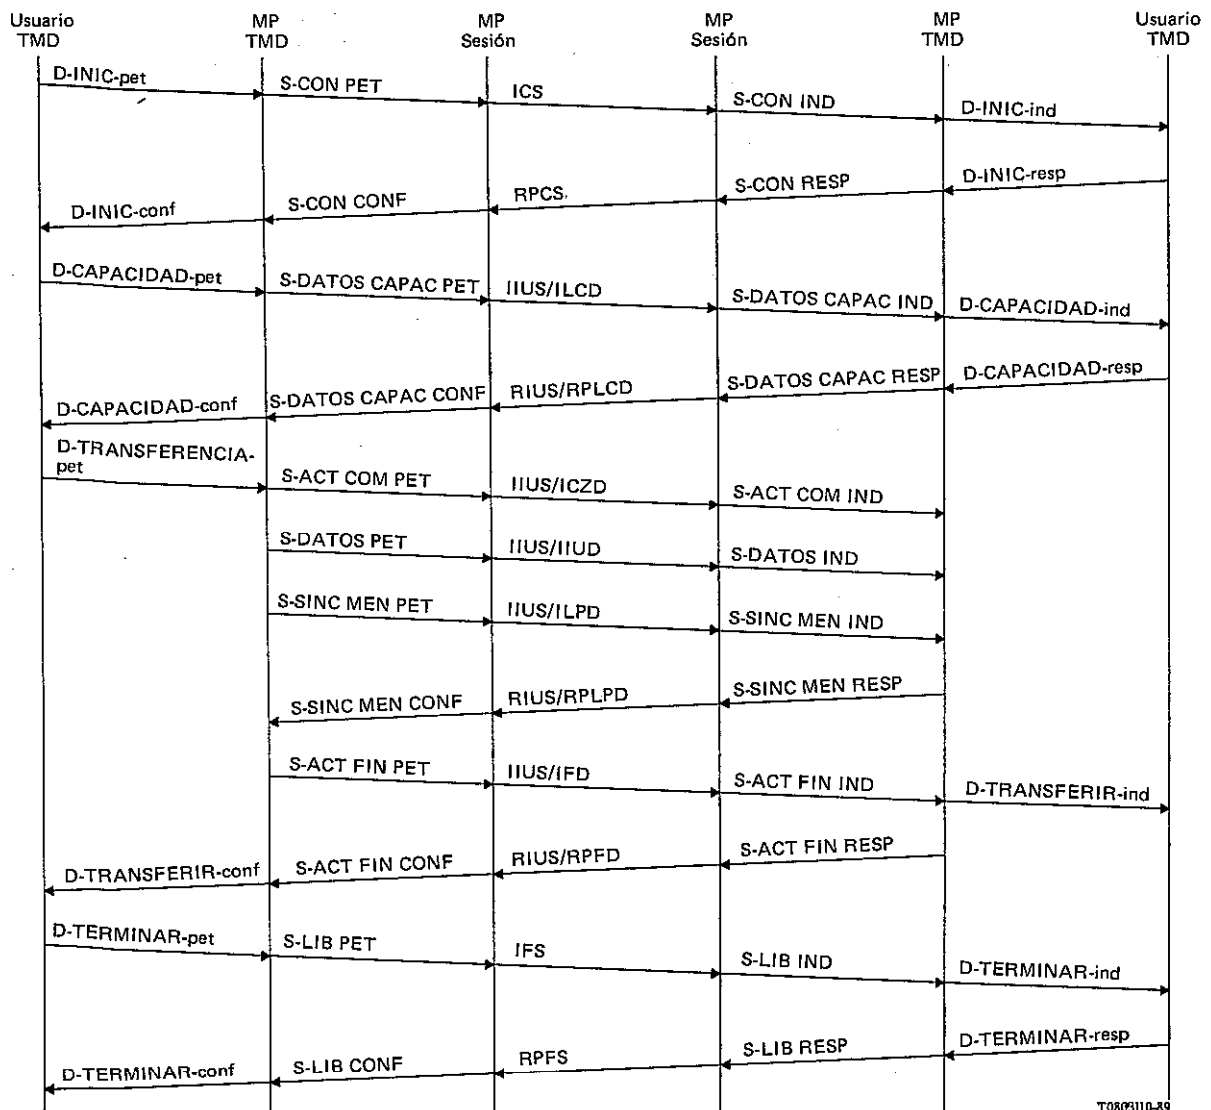 Usuario TMD
MP TMD
MP Sesión
MP Sesión
MP TMD
Usuario TMD
D-INIC-pet
S-CON PET
ICS
S-CON IND
D-INIC-ind
D-INIC-resp
S-CON RESP
RPCS.
S-CON CONF
D-INIC-conf
D-CAPACIDAD-pet
S-DATOS CAPAC PET
IIUS/ILCD
S-DATOS CAPAC IND
D-CAPACIDAD-ind
D-CAPACIDAD-resp
S-DATOS CAPAC RESP
RIUS/RPLCD
S-DATOS CAPAC CONF
D-CAPACIDAD-conf
D-TRANSFERENCIA-
pet
S-ACT COM PET
IIUS/ICZD
S-ACT COM IND
S-DATOS PET
IIUS/IIUD
S-DATOS IND
S-SINC MEN PET
IIUS/ILPD
S-SINC MEN IND
S-SINC MEN RESP
RIUS/RPLPD
S-SINC MEN CONF
S-ACT FIN PET
IIUS/IFD
S-ACT FIN IND
D-TRANSFERIR-ind
S-ACT FIN RESP
RIUS/RPFD
S-ACT FIN CONF
D-TRANSFERIR-conf
D-TERMINAR-pet
S-LIB PET
IFS
S-LIB IND
D-TERMINAR-ind
D-TERMINAR-resp
S-LIB RESP
RPFS
S-LIB CONF
D-TERMINAR-conf